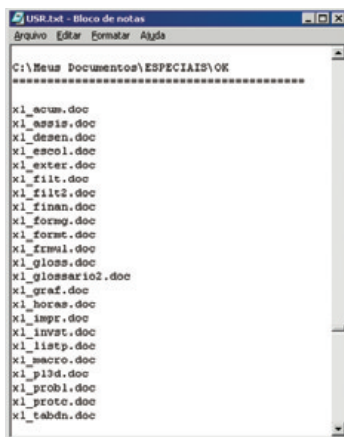 USR.txt - Bloco de notas
Arquivo Editar Formatar Ajuda
C:\Meus Documentos\ESPECIAIS\OK
==========================================
xl_acum.doc
xl_assis.doc
xl_desen.doc
xl_escol.doc
xl_exter.doc
xl_filt.doc
xl_filt2.doc
xl_finan.doc
xl_formg.doc
xl_formt.doc
xl_frmul.doc
xl_gloss.doc
xl_glossario2.doc
xl_graf.doc
xl_horas.doc
xl_impr.doc
xl_invst.doc
xl_listp.doc
xl_macro.doc
xl_pl3d.doc
xl_probl.doc
xl_protc.doc
xl_tabdn.doc